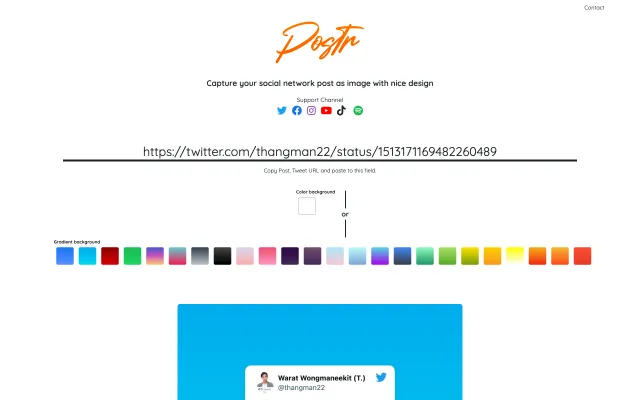 Contact
Postr
Capture your social network post as image with nice design
Support Channel
https://twitter.com/thangman22/status/1513171169482260489
Copy Post, Tweet URL and paste to this field.
Color background
or
Gradient background
Warat Wongmaneekit (T.)
@thangman22